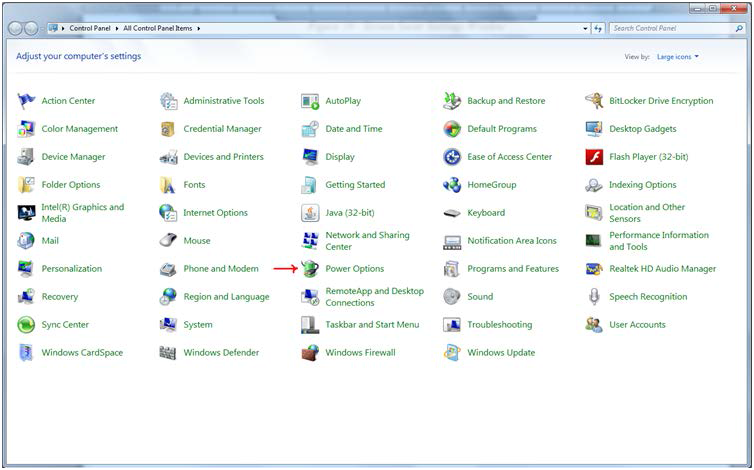 Control Panel ▸ All Control Panel Items ▸
Search Control Panel
Adjust your computer's settings
View by: Large icons
Action Center
Administrative Tools
AutoPlay
Backup and Restore
BitLocker Drive Encryption
Color Management
Credential Manager
Date and Time
Default Programs
Desktop Gadgets
Device Manager
Devices and Printers
Display
Ease of Access Center
Flash Player (32-bit)
Folder Options
Fonts
Getting Started
HomeGroup
Indexing Options
Intel(R) Graphics and
Media
Internet Options
Java (32-bit)
Keyboard
Location and Other
Sensors
Mail
Mouse
Network and Sharing
Center
Notification Area Icons
Performance Information
and Tools
Personalization
Phone and Modem
Power Options
Programs and Features
Realtek HD Audio Manager
Recovery
Region and Language
RemoteApp and Desktop
Connections
Sound
Speech Recognition
Sync Center
System
Taskbar and Start Menu
Troubleshooting
User Accounts
Windows CardSpace
Windows Defender
Windows Firewall
Windows Update